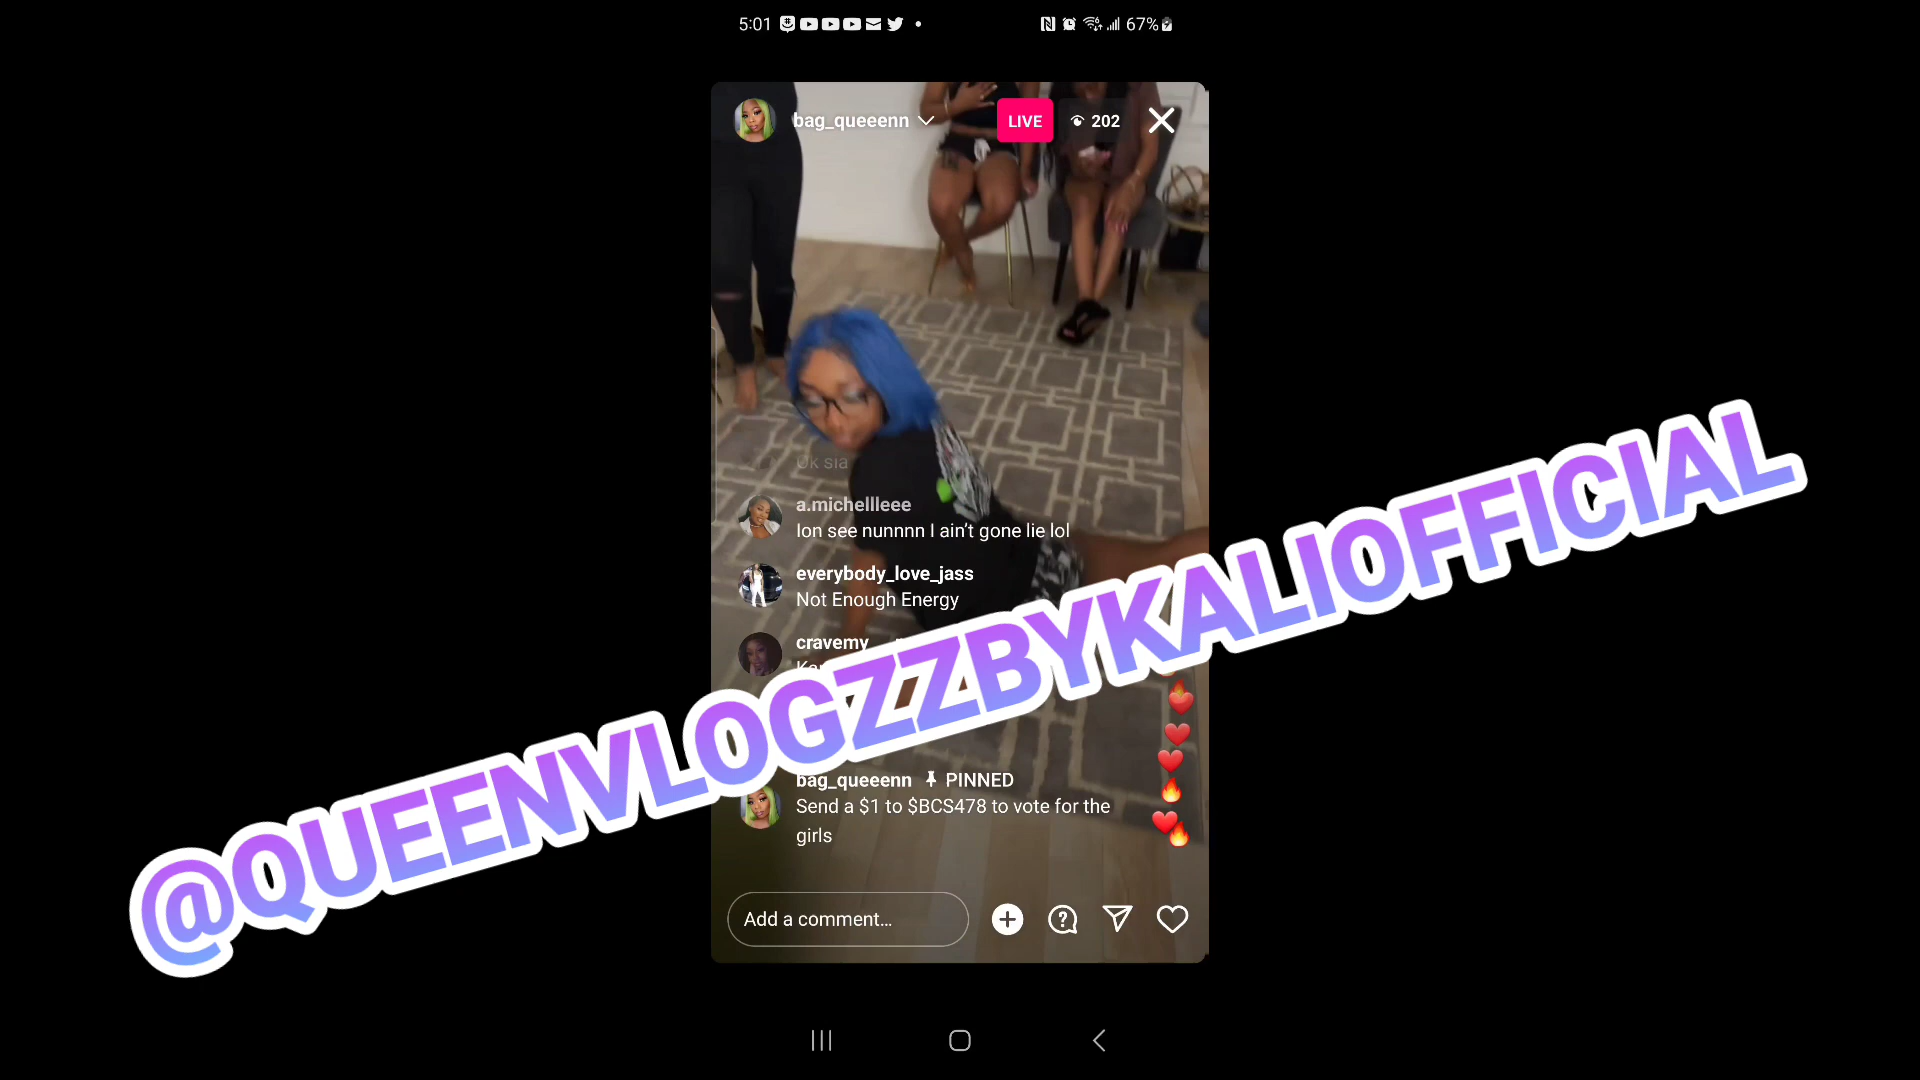 5:01
67%
bag_queeenn
LIVE
202
Ok sia
a.michellleee
Ion see nunnnn I ain't gone lie lol
everybody_love_jass
Not Enough Energy
cravemy
@QUEENVLOGZZBYKALIOFFICIAL
bag_queeenn PINNED
Send a $1 to $BCS478 to vote for the
girls
Add a comment...